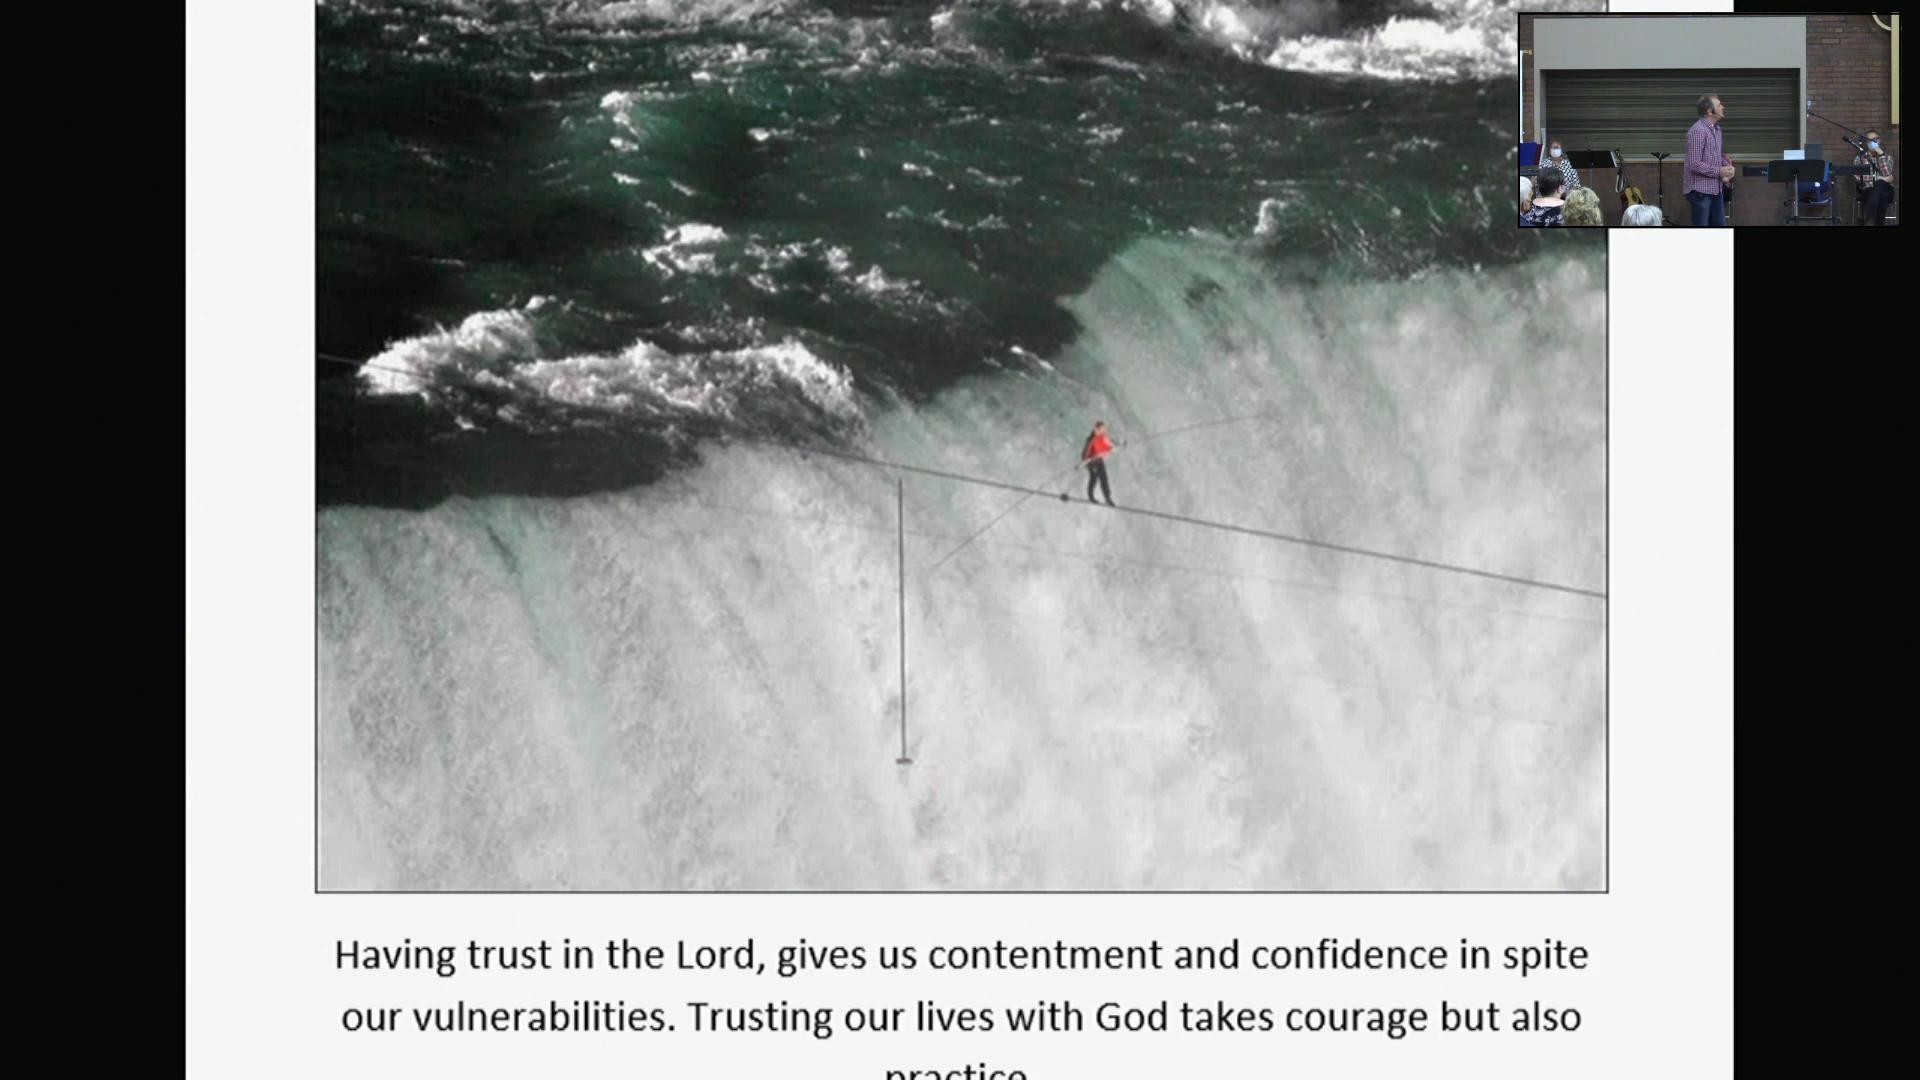 Having trust in the Lord, gives us contentment and confidence in spite
our vulnerabilities. Trusting our lives with God takes courage but also
practice